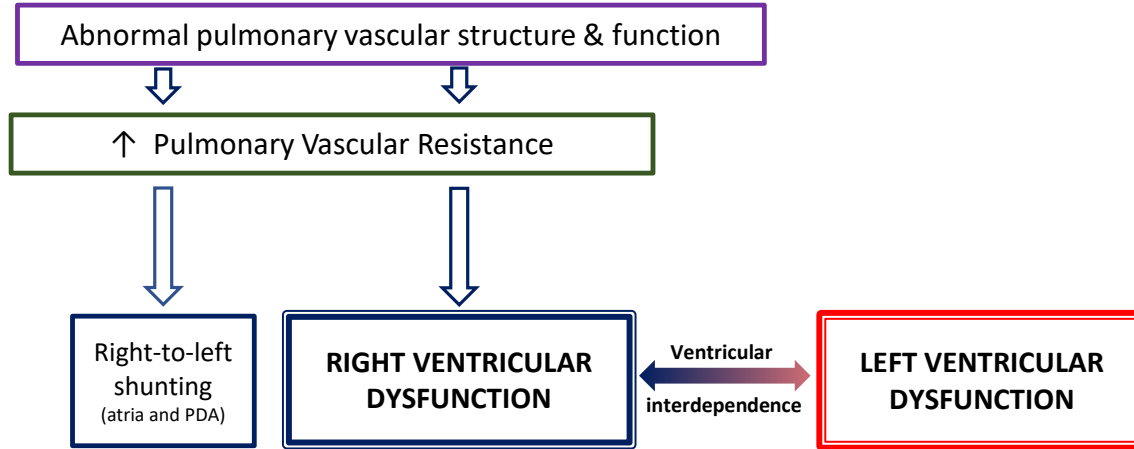 Abnormal pulmonary vascular structure & function
↑ Pulmonary Vascular Resistance
Right-to-left
shunting
(atria and PDA)
RIGHT VENTRICULAR
DYSFUNCTION
Ventricular
interdependence
LEFT VENTRICULAR
DYSFUNCTION